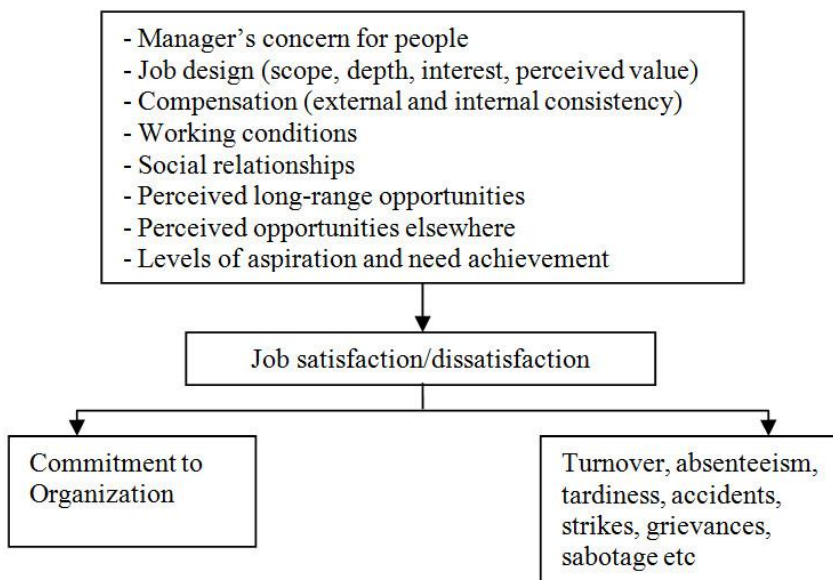 - Manager's concern for people
- Job design (scope, depth, interest, perceived value)
- Compensation (external and internal consistency)
- Working conditions
- Social relationships
- Perceived long-range opportunities
- Perceived opportunities elsewhere
- Levels of aspiration and need achievement
Job satisfaction/dissatisfaction
Commitment to
Organization
Turnover, absenteeism,
tardiness, accidents,
strikes, grievances,
sabotage etc